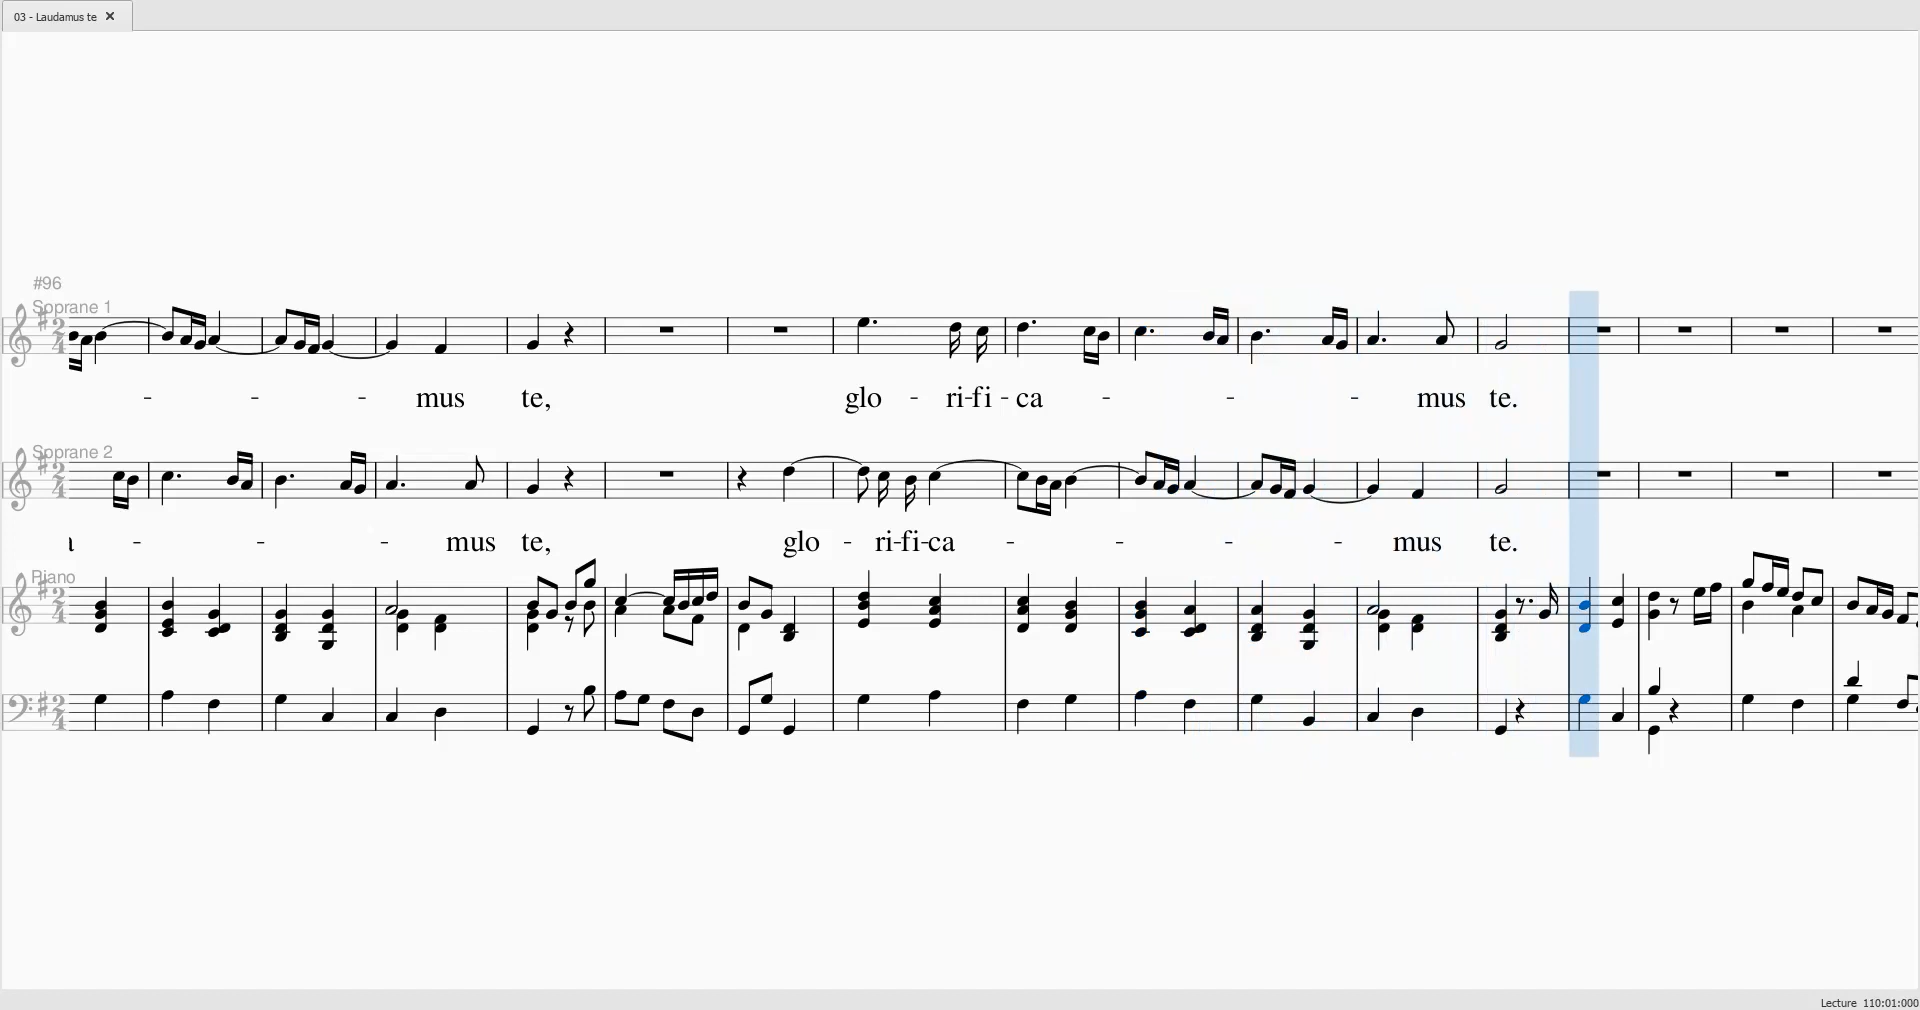 03 - Laudamus te
#96
Soprane 1
- - - mus te, glo - ri-fi - ca - - - mus te.
Soprane 2
- - - mus te, glo - ri-fi-ca - - - - mus te.
Piano
Lecture 110:01:000